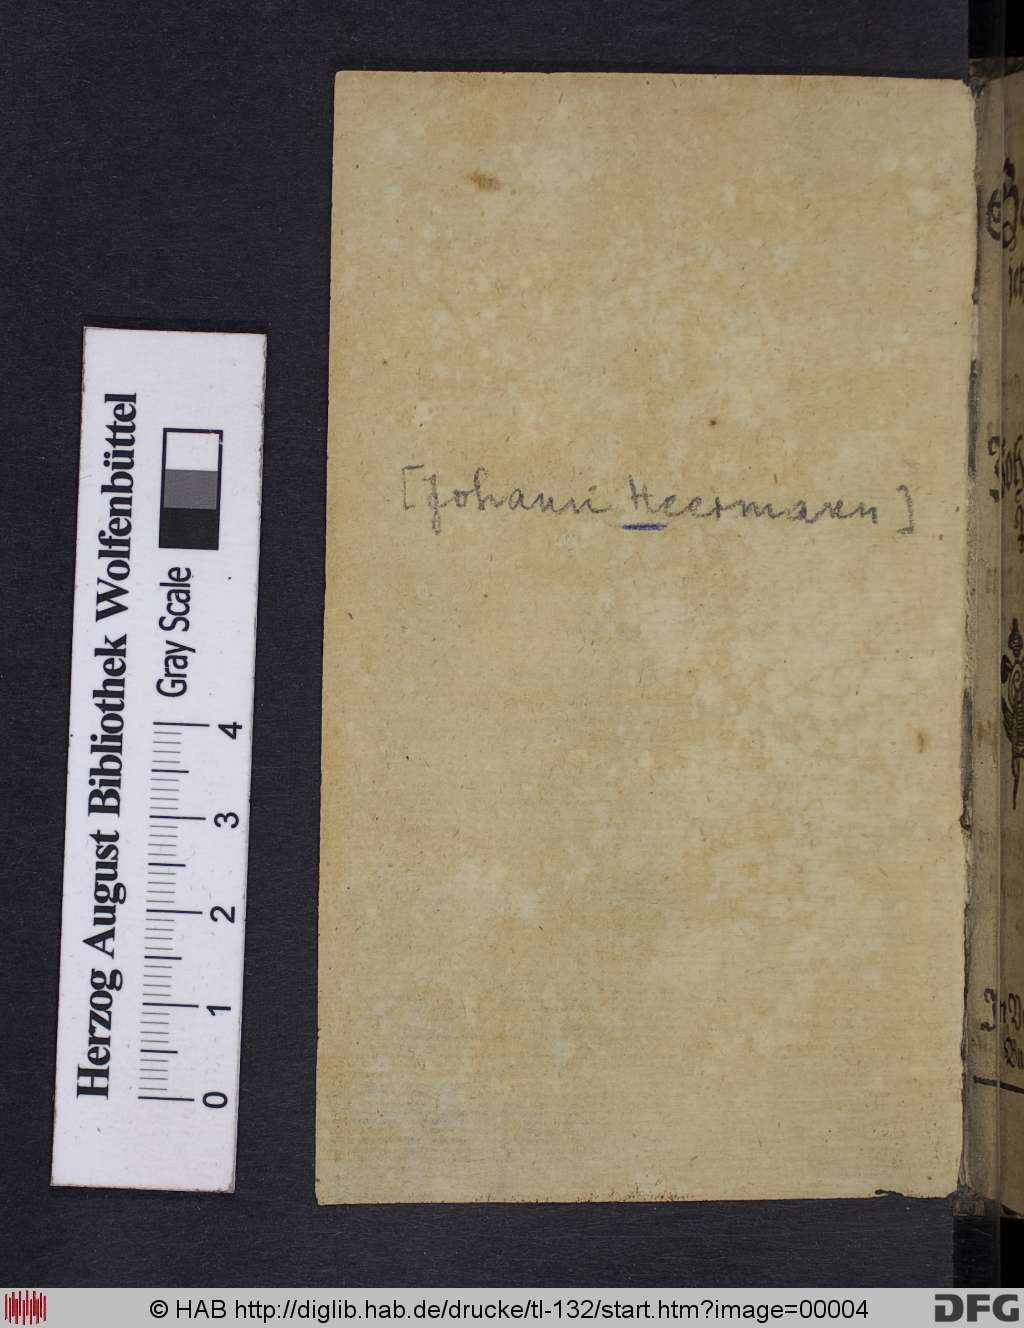 [Johann Heermann]
Herzog August Bibliothek Wolfenbüttel
Gray Scale
0 1 2 3 4
© HAB http://diglib.hab.de/drucke/tl-132/start.htm?image=00004
DFG